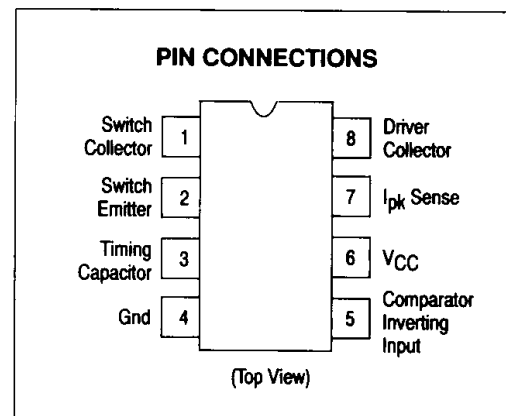 PIN CONNECTIONS
Switch
Collector
1
8
Driver
Collector
Switch
Emitter
2
7
Ipk Sense
Timing
Capacitor
3
6
VCC
Gnd
4
5
Comparator
Inverting
Input
(Top View)